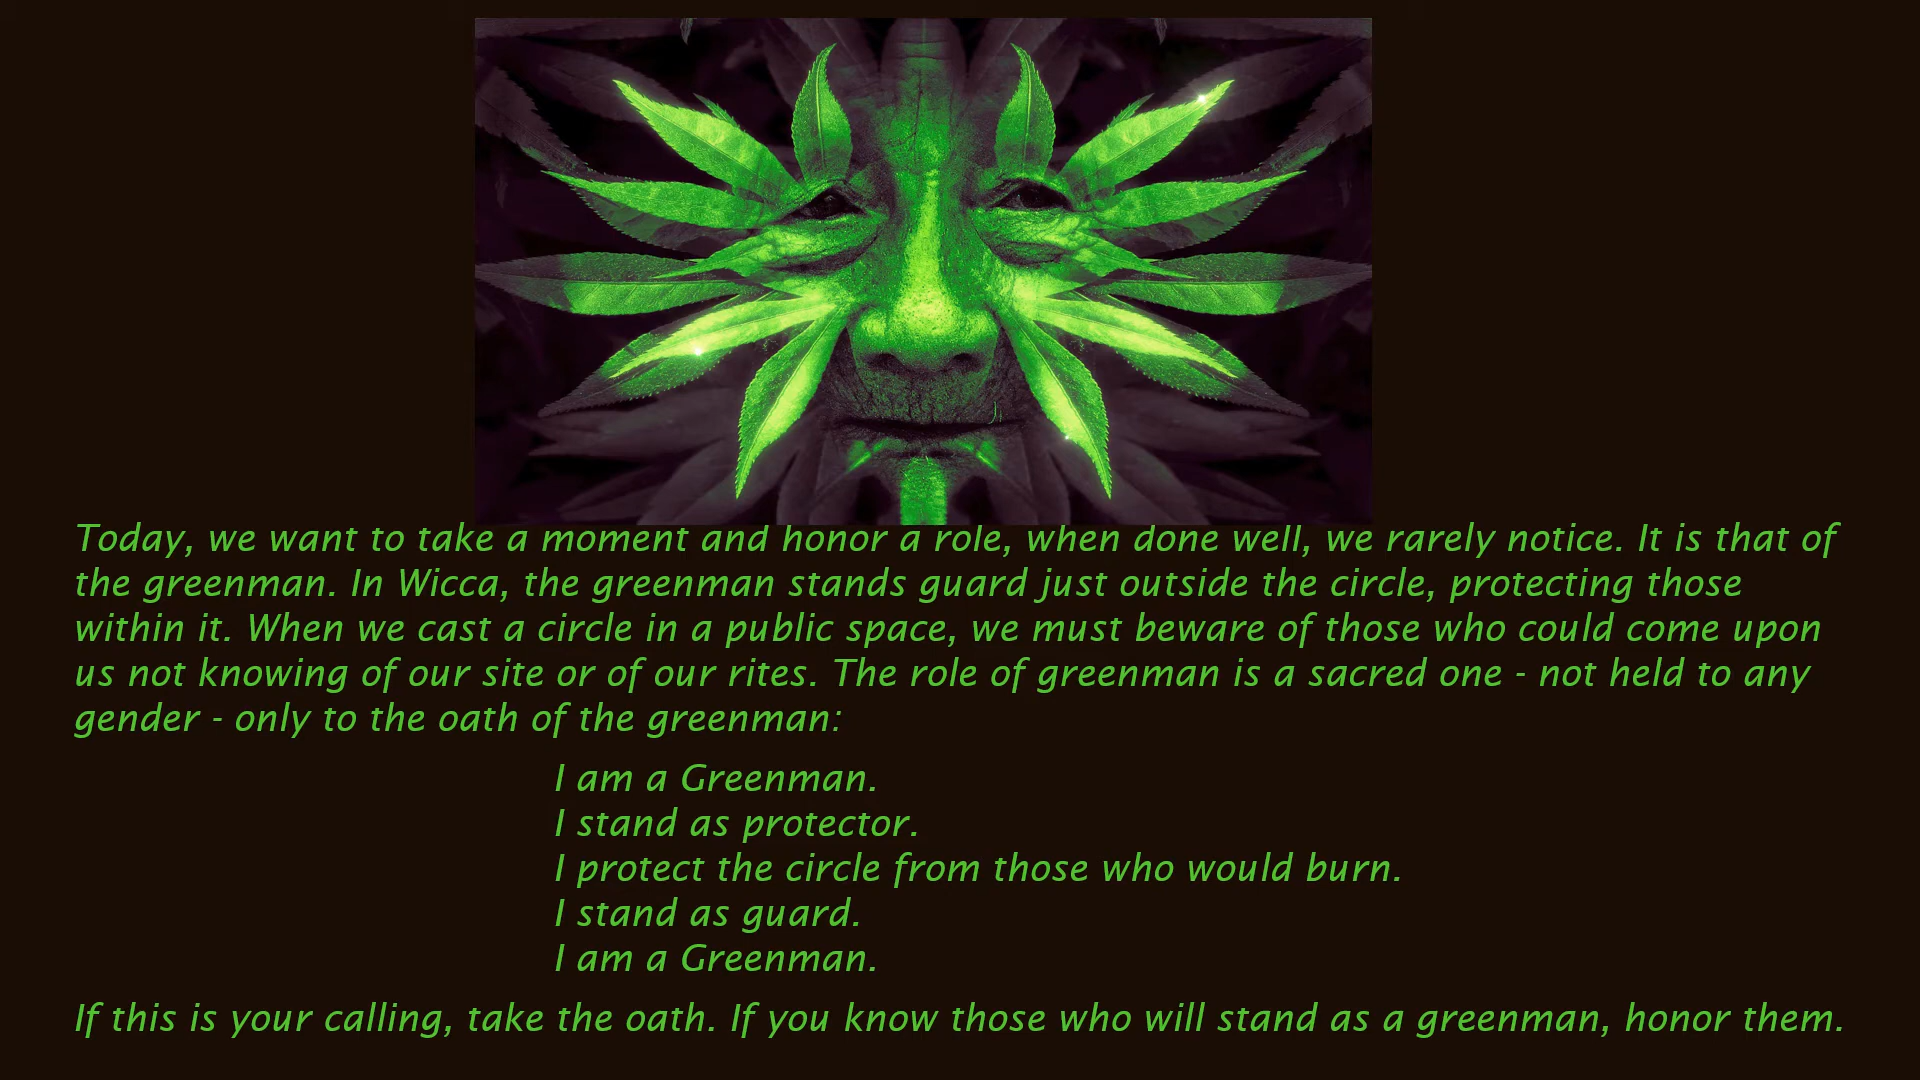 Today, we want to take a moment and honor a role, when done well, we rarely notice. It is that of
the greenman. In Wicca, the greenman stands guard just outside the circle, protecting those
within it. When we cast a circle in a public space, we must beware of those who could come upon
us not knowing of our site or of our rites. The role of greenman is a sacred one - not held to any
gender - only to the oath of the greenman:
I am a Greenman.
I stand as protector.
I protect the circle from those who would burn.
I stand as guard.
I am a Greenman.
If this is your calling, take the oath. If you know those who will stand as a greenman, honor them.